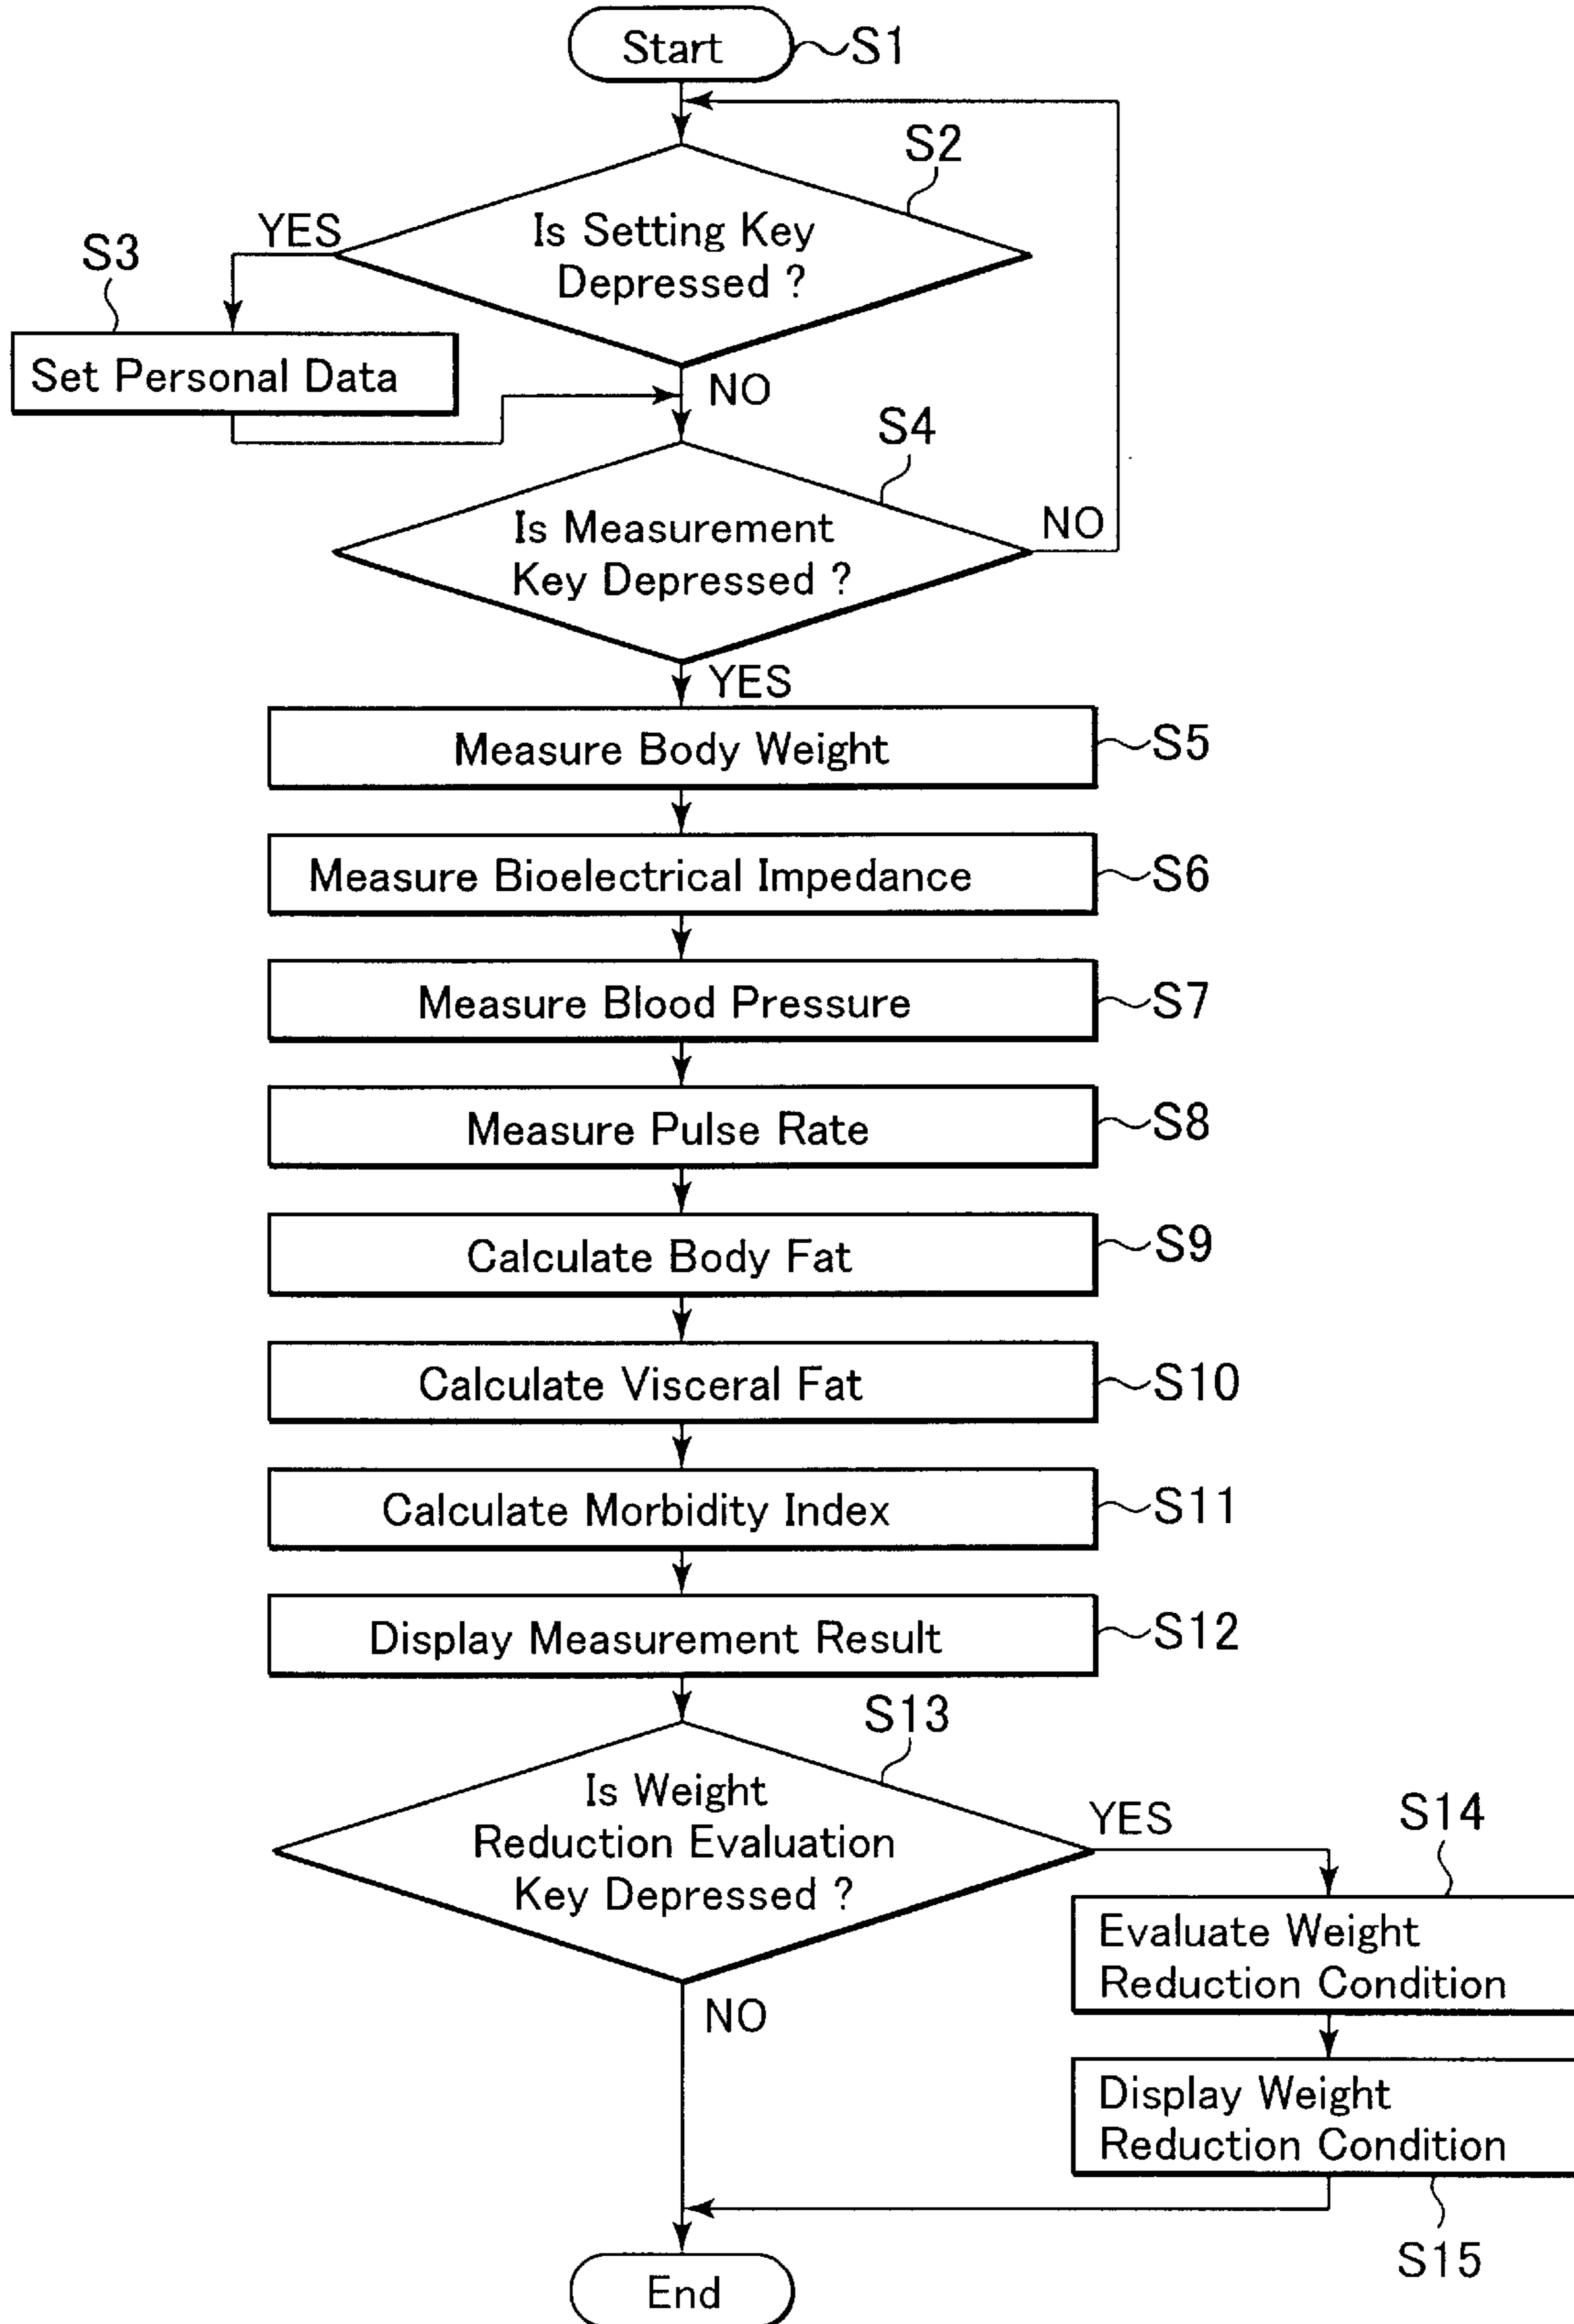 Start
S1
S2
Is Setting Key
Depressed ?
YES
S3
Set Personal Data
NO
S4
Is Measurement
Key Depressed ?
NO
YES
Measure Body Weight
S5
Measure Bioelectrical Impedance
S6
Measure Blood Pressure
S7
Measure Pulse Rate
S8
Calculate Body Fat
S9
Calculate Visceral Fat
S10
Calculate Morbidity Index
S11
Display Measurement Result
S12
S13
Is Weight
Reduction Evaluation
Key Depressed ?
YES
S14
Evaluate Weight
Reduction Condition
NO
Display Weight
Reduction Condition
S15
End